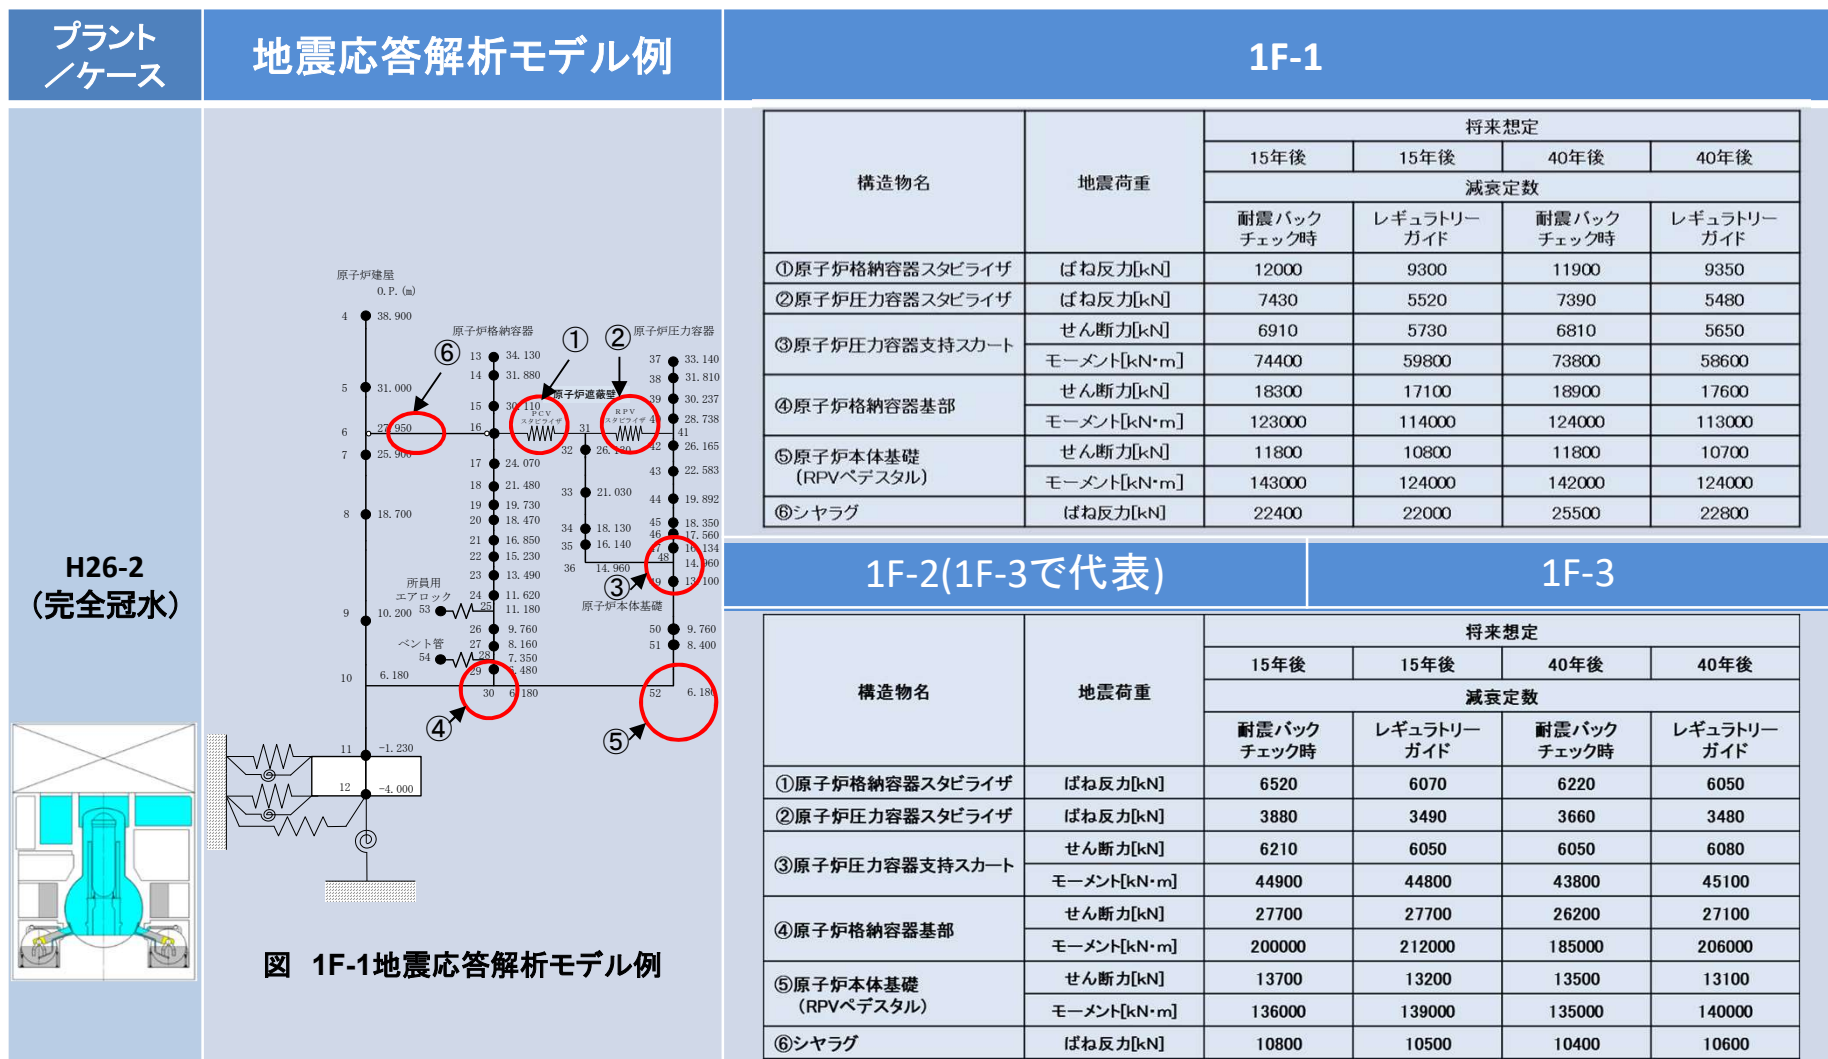 プラント
／ケース
地震応答解析モデル例
1F-1
H26-2
（完全冠水）
原子炉建屋
O.P.(m)
4 38.900
5 31.000
6 27.950
7 25.900
8 18.700
9 10.200
10 6.180
11 -1.230
12 -4.000
原子炉格納容器
13 34.130
14 31.880
15 30.110
16
17 24.070
18 21.480
19 19.730
20 18.470
21 16.850
22 15.230
23 13.490
24 11.620
25 11.180
26 9.760
27 8.160
28 7.350
29 6.480
30 6.180
所員用
エアロック
53
ベント管
54
原子炉遮蔽壁
PCV
スタビライザ
RPV
スタビライザ
31
32
33 21.030
34 18.130
35 16.140
36 14.960
原子炉圧力容器
37 33.140
38 31.810
39 30.237
28.738
41
42 26.165
43 22.583
44 19.892
45 18.350
46 17.560
47 16.134
48 14.960
49 13.100
原子炉本体基礎
50 9.760
51 8.400
52 6.180
①
②
③
④
⑤
⑥
図 1F-1地震応答解析モデル例
構造物名 地震荷重 将来想定
15年後 15年後 40年後 40年後
減衰定数
耐震バック
チェック時 レギュラトリー
ガイド 耐震バック
チェック時 レギュラトリー
ガイド
①原子炉格納容器スタビライザ ばね反力[kN] 12000 9300 11900 9350
②原子炉圧力容器スタビライザ ばね反力[kN] 7430 5520 7390 5480
③原子炉圧力容器支持スカート せん断力[kN] 6910 5730 6810 5650
モーメント[kN・m] 74400 59800 73800 58600
④原子炉格納容器基部 せん断力[kN] 18300 17100 18900 17600
モーメント[kN・m] 123000 114000 124000 113000
⑤原子炉本体基礎
（RPVペデスタル） せん断力[kN] 11800 10800 11800 10700
モーメント[kN・m] 143000 124000 142000 124000
⑥シヤラグ ばね反力[kN] 22400 22000 25500 22800
1F-2(1F-3で代表) 1F-3
構造物名 地震荷重 将来想定
15年後 15年後 40年後 40年後
減衰定数
耐震バック
チェック時 レギュラトリー
ガイド 耐震バック
チェック時 レギュラトリー
ガイド
①原子炉格納容器スタビライザ ばね反力[kN] 6520 6070 6220 6050
②原子炉圧力容器スタビライザ ばね反力[kN] 3880 3490 3660 3480
③原子炉圧力容器支持スカート せん断力[kN] 6210 6050 6050 6080
モーメント[kN・m] 44900 44800 43800 45100
④原子炉格納容器基部 せん断力[kN] 27700 27700 26200 27100
モーメント[kN・m] 200000 212000 185000 206000
⑤原子炉本体基礎
（RPVペデスタル） せん断力[kN] 13700 13200 13500 13100
モーメント[kN・m] 136000 139000 135000 140000
⑥シヤラグ ばね反力[kN] 10800 10500 10400 10600